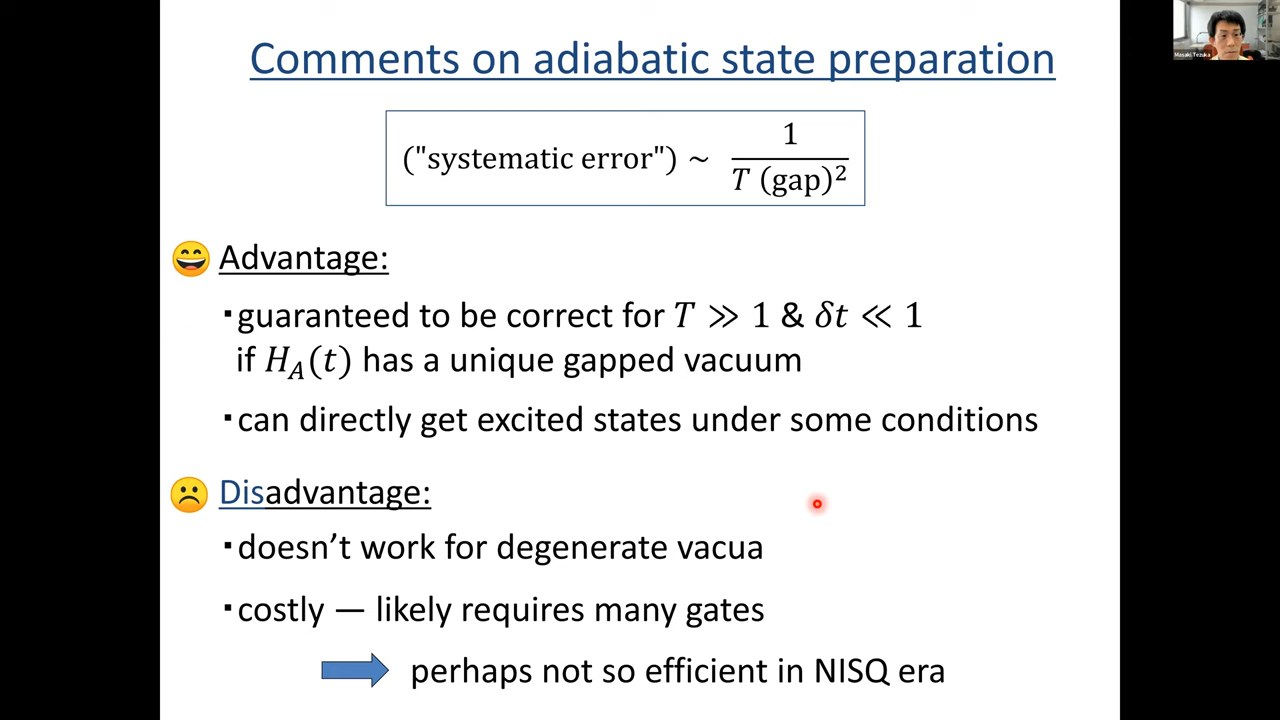 Comments on adiabatic state preparation
("systematic error") ~ 1 / T (gap)²
Advantage:
・guaranteed to be correct for T ≫ 1 & δt ≪ 1
if H_A(t) has a unique gapped vacuum
・can directly get excited states under some conditions
Disadvantage:
・doesn't work for degenerate vacua
・costly — likely requires many gates
perhaps not so efficient in NISQ era
Masaki Tezuka